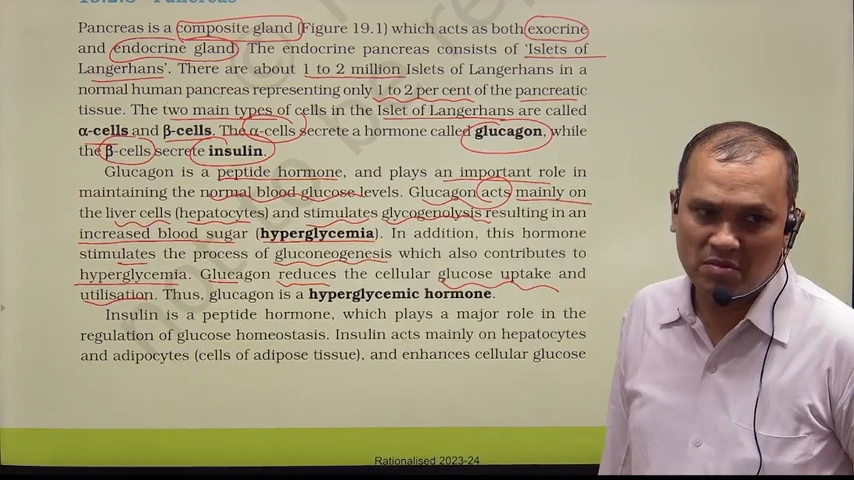 Pancreas
Pancreas is a composite gland (Figure 19.1) which acts as both exocrine
and endocrine gland. The endocrine pancreas consists of 'Islets of
Langerhans'. There are about 1 to 2 million Islets of Langerhans in a
normal human pancreas representing only 1 to 2 per cent of the pancreatic
tissue. The two main types of cells in the Islet of Langerhans are called
α-cells and β-cells. The α-cells secrete a hormone called glucagon, while
the β-cells secrete insulin.
Glucagon is a peptide hormone, and plays an important role in
maintaining the normal blood glucose levels. Glucagon acts mainly on
the liver cells (hepatocytes) and stimulates glycogenolysis resulting in an
increased blood sugar (hyperglycemia). In addition, this hormone
stimulates the process of gluconeogenesis which also contributes to
hyperglycemia. Glucagon reduces the cellular glucose uptake and
utilisation. Thus, glucagon is a hyperglycemic hormone.
Insulin is a peptide hormone, which plays a major role in the
regulation of glucose homeostasis. Insulin acts mainly on hepatocytes
and adipocytes (cells of adipose tissue), and enhances cellular glucose
Rationalised 2023-24